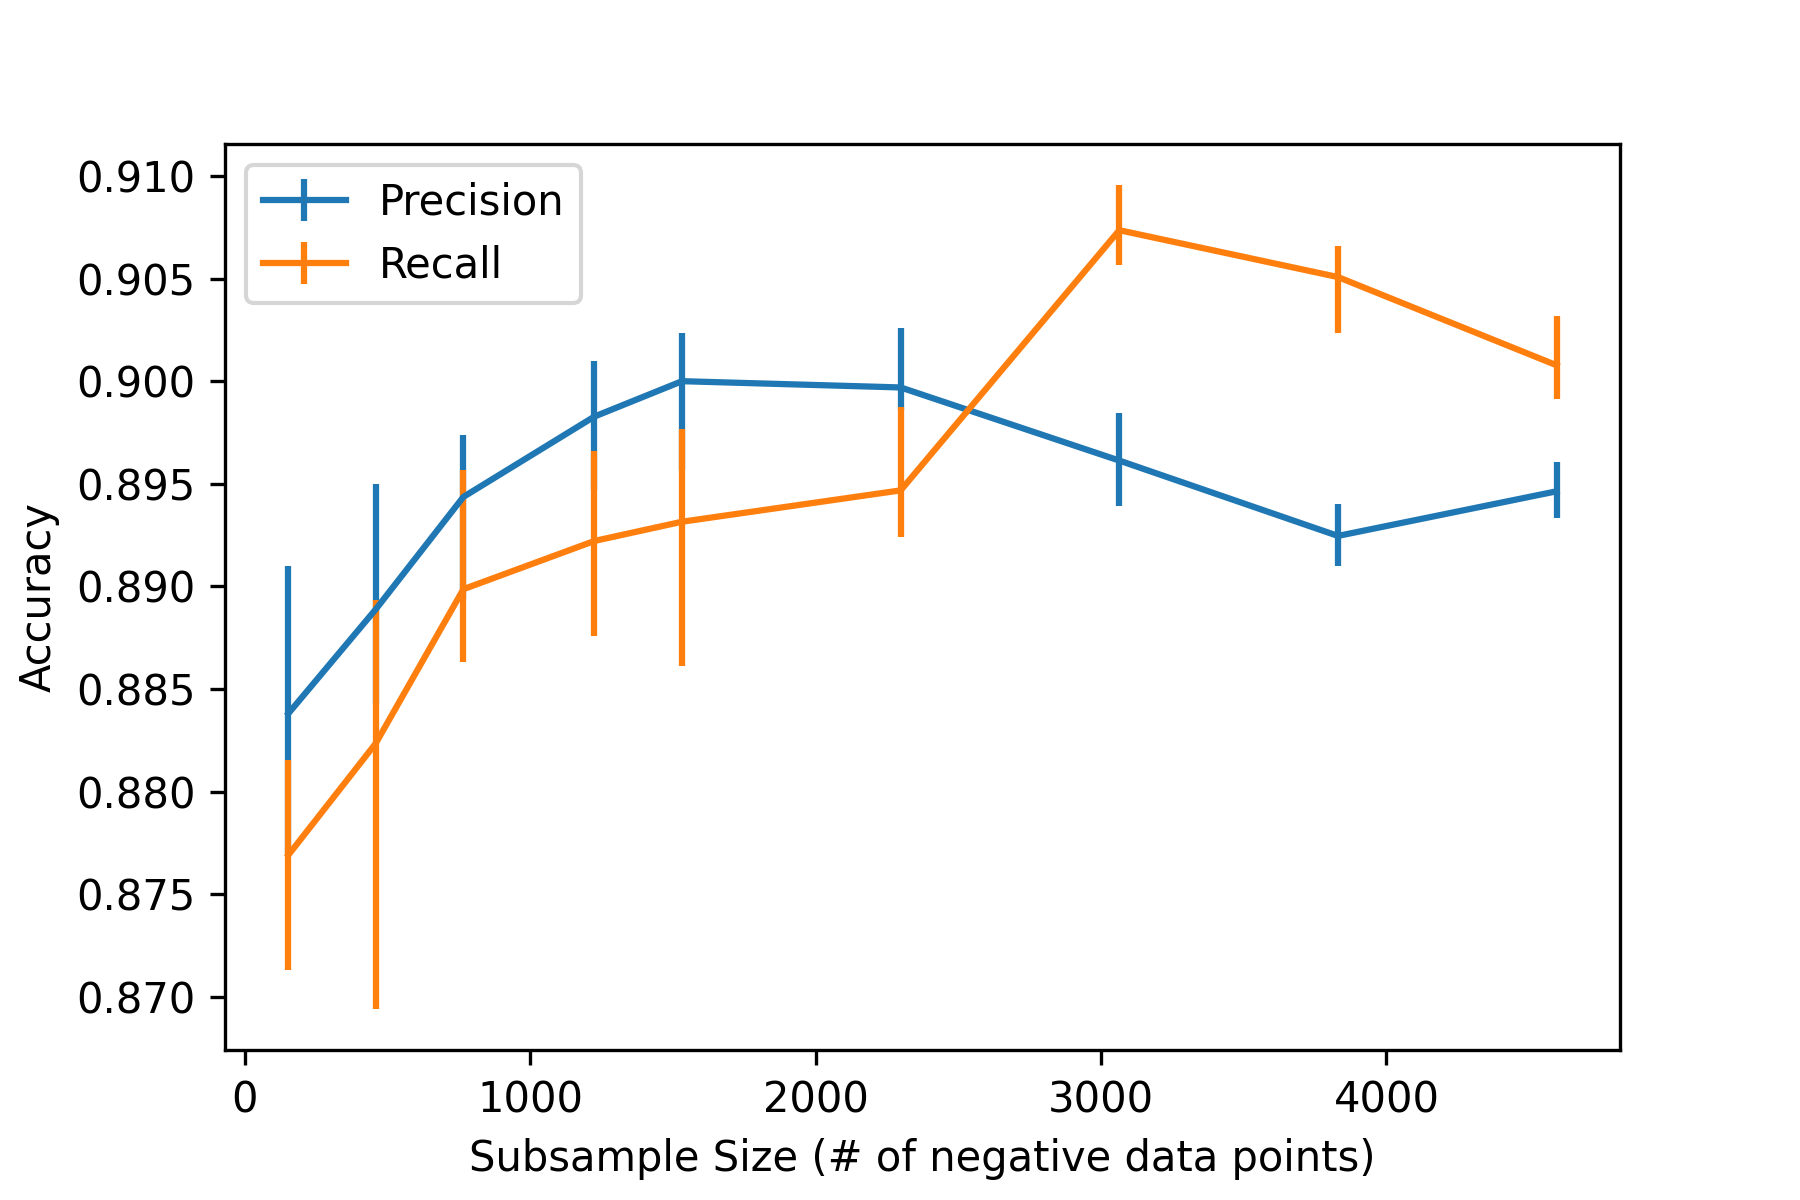 Precision
Recall
0.910
0.905
0.900
0.895
0.890
0.885
0.880
0.875
0.870
Accuracy
0 1000 2000 3000 4000
Subsample Size (# of negative data points)